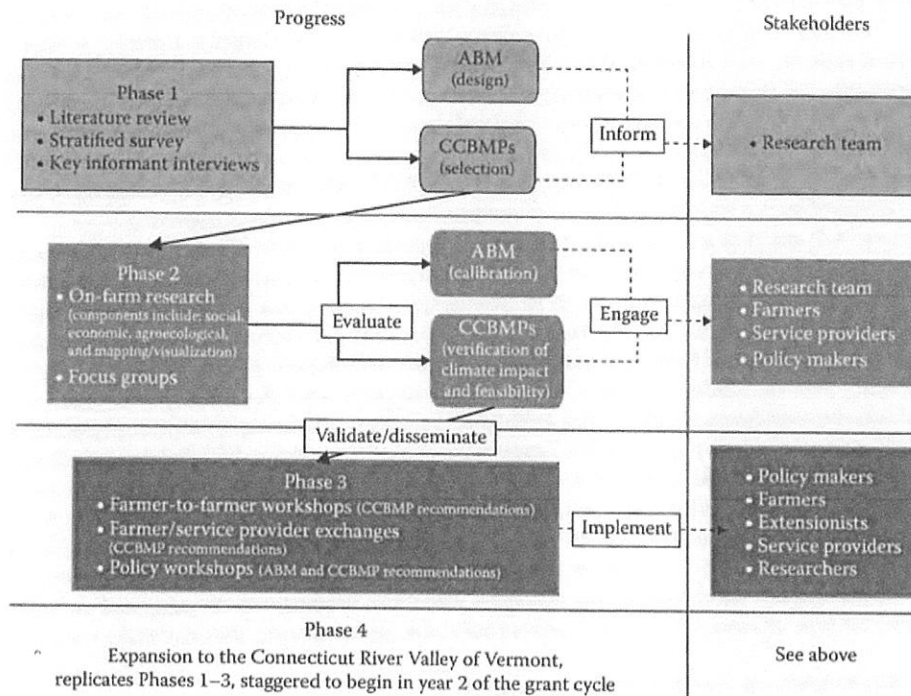 Progress
Stakeholders
Phase 1
• Literature review
• Stratified survey
• Key informant interviews
ABM
(design)
CCBMPs
(selection)
Inform
• Research team
Phase 2
• On-farm research
(components include; social,
economic, agroecological,
and mapping/visualization)
• Focus groups
Evaluate
ABM
(calibration)
CCBMPs
(verification of
climate impact
and feasibility)
Engage
• Research team
• Farmers
• Service providers
• Policy makers
Validate/disseminate
Phase 3
• Farmer-to-farmer workshops (CCBMP recommendations)
• Farmer/service provider exchanges
(CCBMP recommendations)
• Policy workshops (ABM and CCBMP recommendations)
Implement
• Policy makers
• Farmers
• Extensionists
• Service providers
• Researchers
Phase 4
Expansion to the Connecticut River Valley of Vermont,
replicates Phases 1–3, staggered to begin in year 2 of the grant cycle
See above